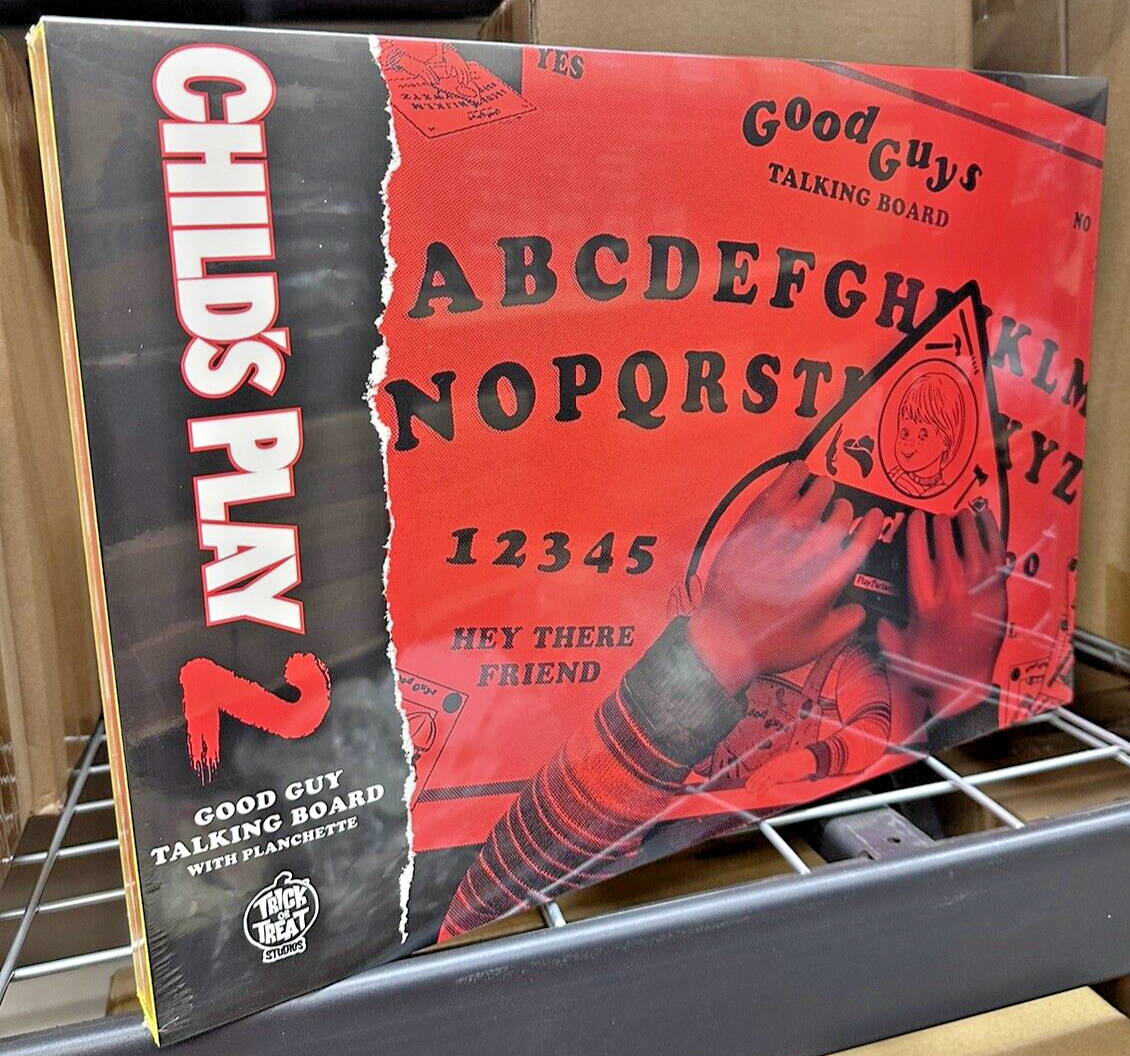 CHILD'S PLAY 2
GOOD GUY
TALKING BOARD
WITH PLANCHETTE
TRICK
OR
TREAT
STUDIOS
YES
Good Guys
TALKING BOARD
NO
ABCDEFGH KLM
NOPQRST YZ
12345 0
HEY THERE
FRIEND